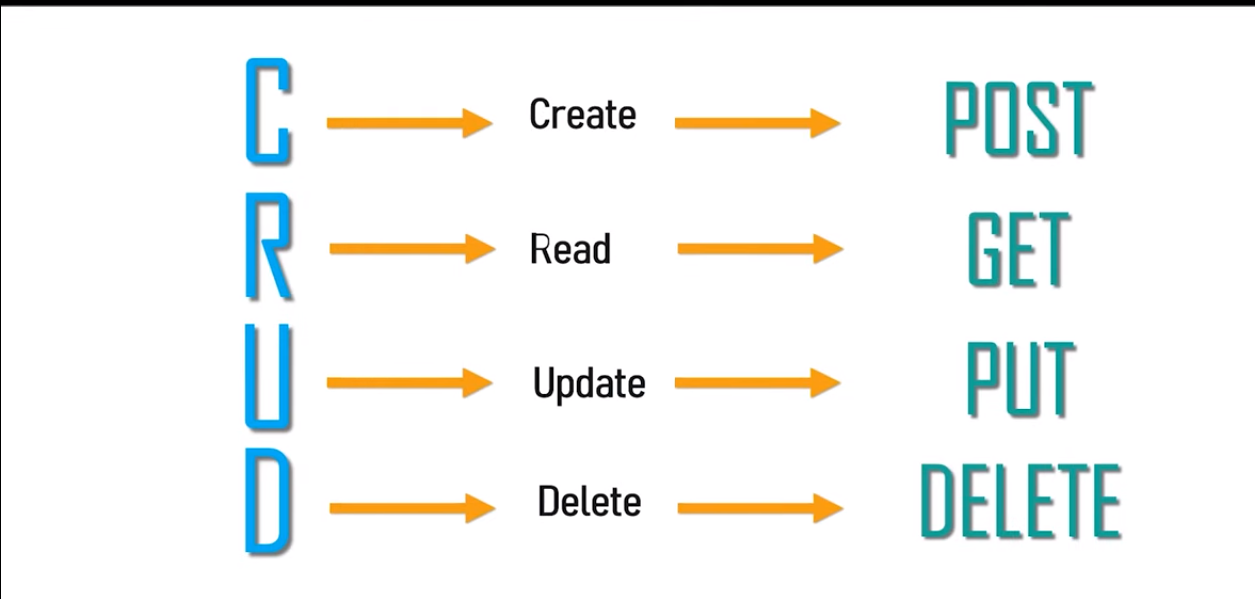 C Create POST
R Read GET
U Update PUT
D Delete DELETE